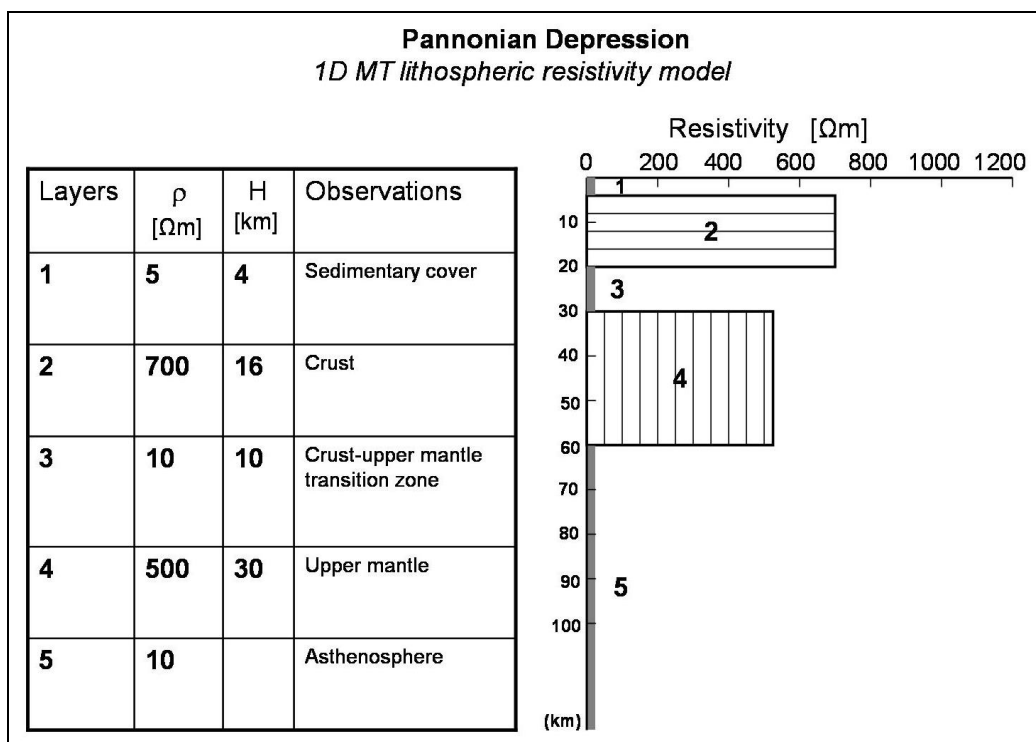 Pannonian Depression
1D MT lithospheric resistivity model
Layers ρ [Ωm] H [km] Observations
1 5 4 Sedimentary cover
2 700 16 Crust
3 10 10 Crust-upper mantle transition zone
4 500 30 Upper mantle
5 10 Asthenosphere
Resistivity [Ωm]
0 200 400 600 800 1000 1200
1
10
2
20
3
30
40
4
50
60
70
80
90 5
100
(km)